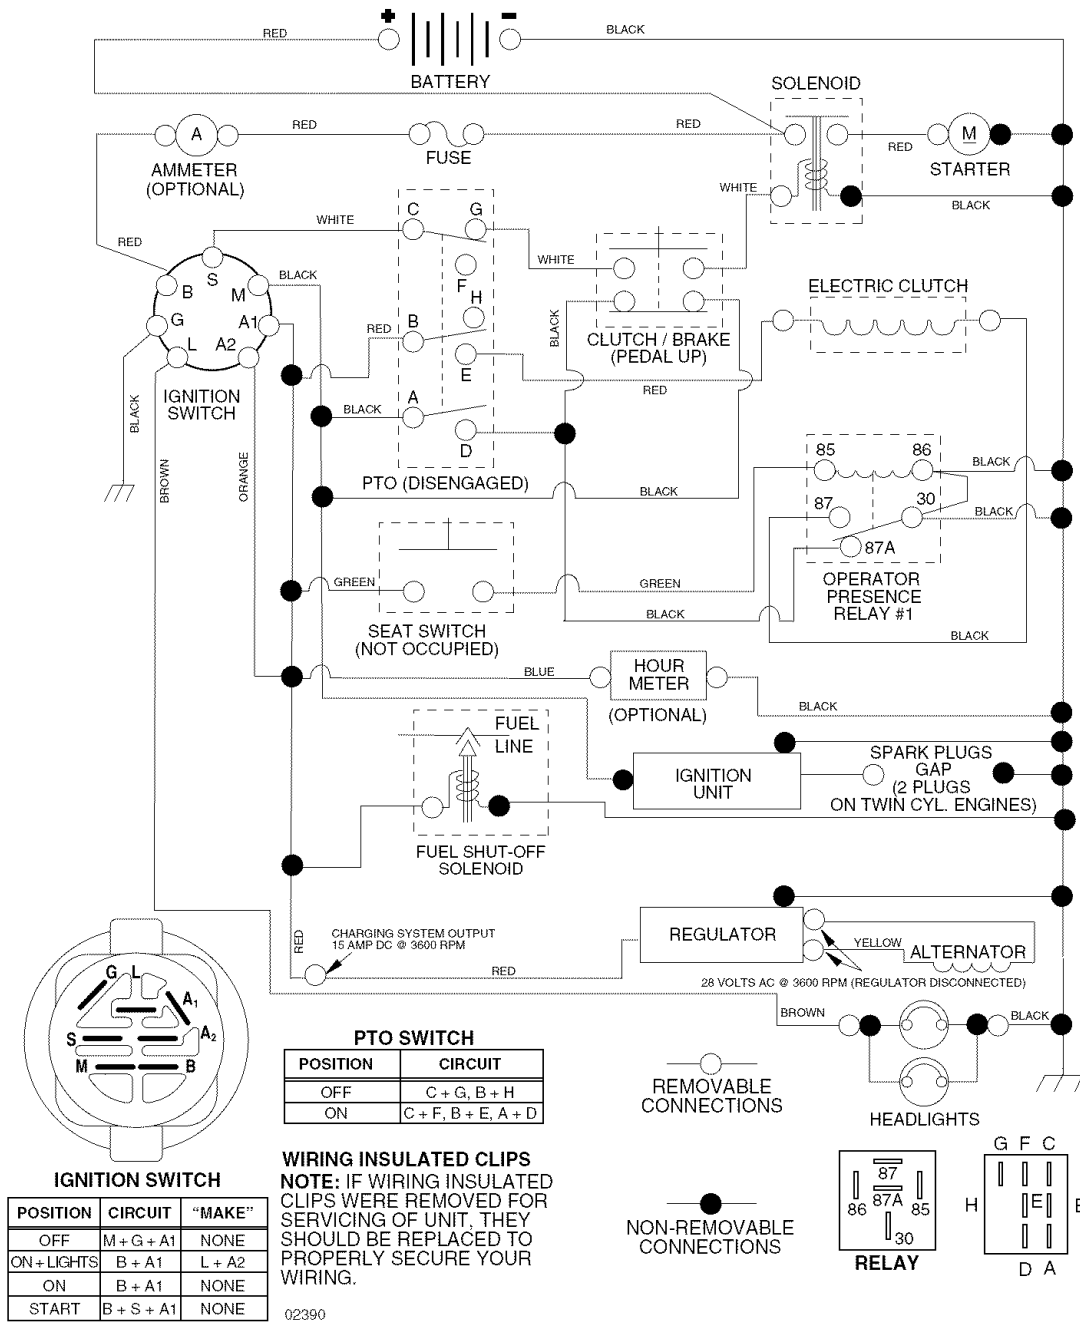 RED
+
-
BATTERY
BLACK
SOLENOID
RED
A
AMMETER
(OPTIONAL)
RED
FUSE
RED
RED
M
STARTER
WHITE
BLACK
RED
WHITE
C
G
F
H
B
E
A
D
RED
BLACK
PTO (DISENGAGED)
S
B
M
G
A1
L
A2
BLACK
IGNITION
SWITCH
BLACK
BROWN
ORANGE
WHITE
BLACK
CLUTCH / BRAKE
(PEDAL UP)
RED
BLACK
ELECTRIC CLUTCH
85
86
87
30
87A
BLACK
BLACK
OPERATOR
PRESENCE
RELAY #1
GREEN
SEAT SWITCH
(NOT OCCUPIED)
GREEN
BLACK
BLACK
BLUE
HOUR
METER
(OPTIONAL)
BLACK
FUEL
LINE
FUEL SHUT-OFF
SOLENOID
IGNITION
UNIT
SPARK PLUGS
GAP
(2 PLUGS
ON TWIN CYL. ENGINES)
RED
CHARGING SYSTEM OUTPUT
15 AMP DC @ 3600 RPM
RED
REGULATOR
YELLOW
ALTERNATOR
28 VOLTS AC @ 3600 RPM (REGULATOR DISCONNECTED)
BROWN
BLACK
HEADLIGHTS
G L
A1
S
A2
M
B
IGNITION SWITCH
POSITION CIRCUIT "MAKE"
OFF M + G + A1 NONE
ON + LIGHTS B + A1 L + A2
ON B + A1 NONE
START B + S + A1 NONE
PTO SWITCH
POSITION CIRCUIT
OFF C + G, B + H
ON C + F, B + E, A + D
WIRING INSULATED CLIPS
NOTE: IF WIRING INSULATED
CLIPS WERE REMOVED FOR
SERVICING OF UNIT, THEY
SHOULD BE REPLACED TO
PROPERLY SECURE YOUR
WIRING.
02390
REMOVABLE
CONNECTIONS
NON-REMOVABLE
CONNECTIONS
87
87A
86
85
30
RELAY
G F C
H
E
D A